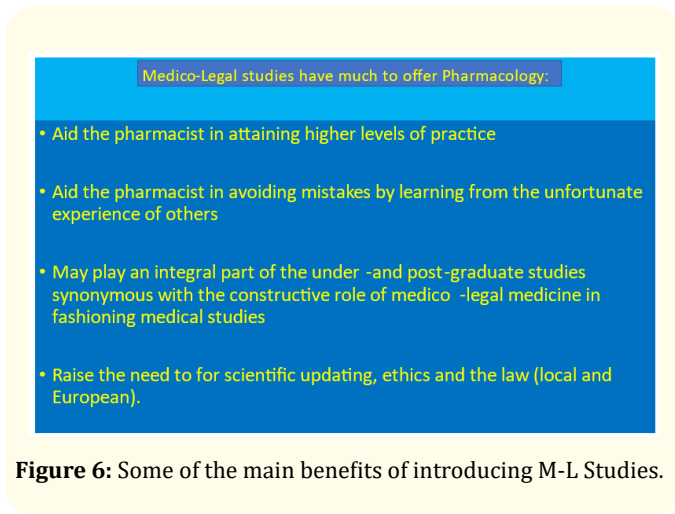 Medico-Legal studies have much to offer Pharmacology:
• Aid the pharmacist in attaining higher levels of practice
• Aid the pharmacist in avoiding mistakes by learning from the unfortunate
experience of others
• May play an integral part of the under -and post-graduate studies
synonymous with the constructive role of medico -legal medicine in
fashioning medical studies
• Raise the need to for scientific updating, ethics and the law (local and
European).
Figure 6: Some of the main benefits of introducing M-L Studies.